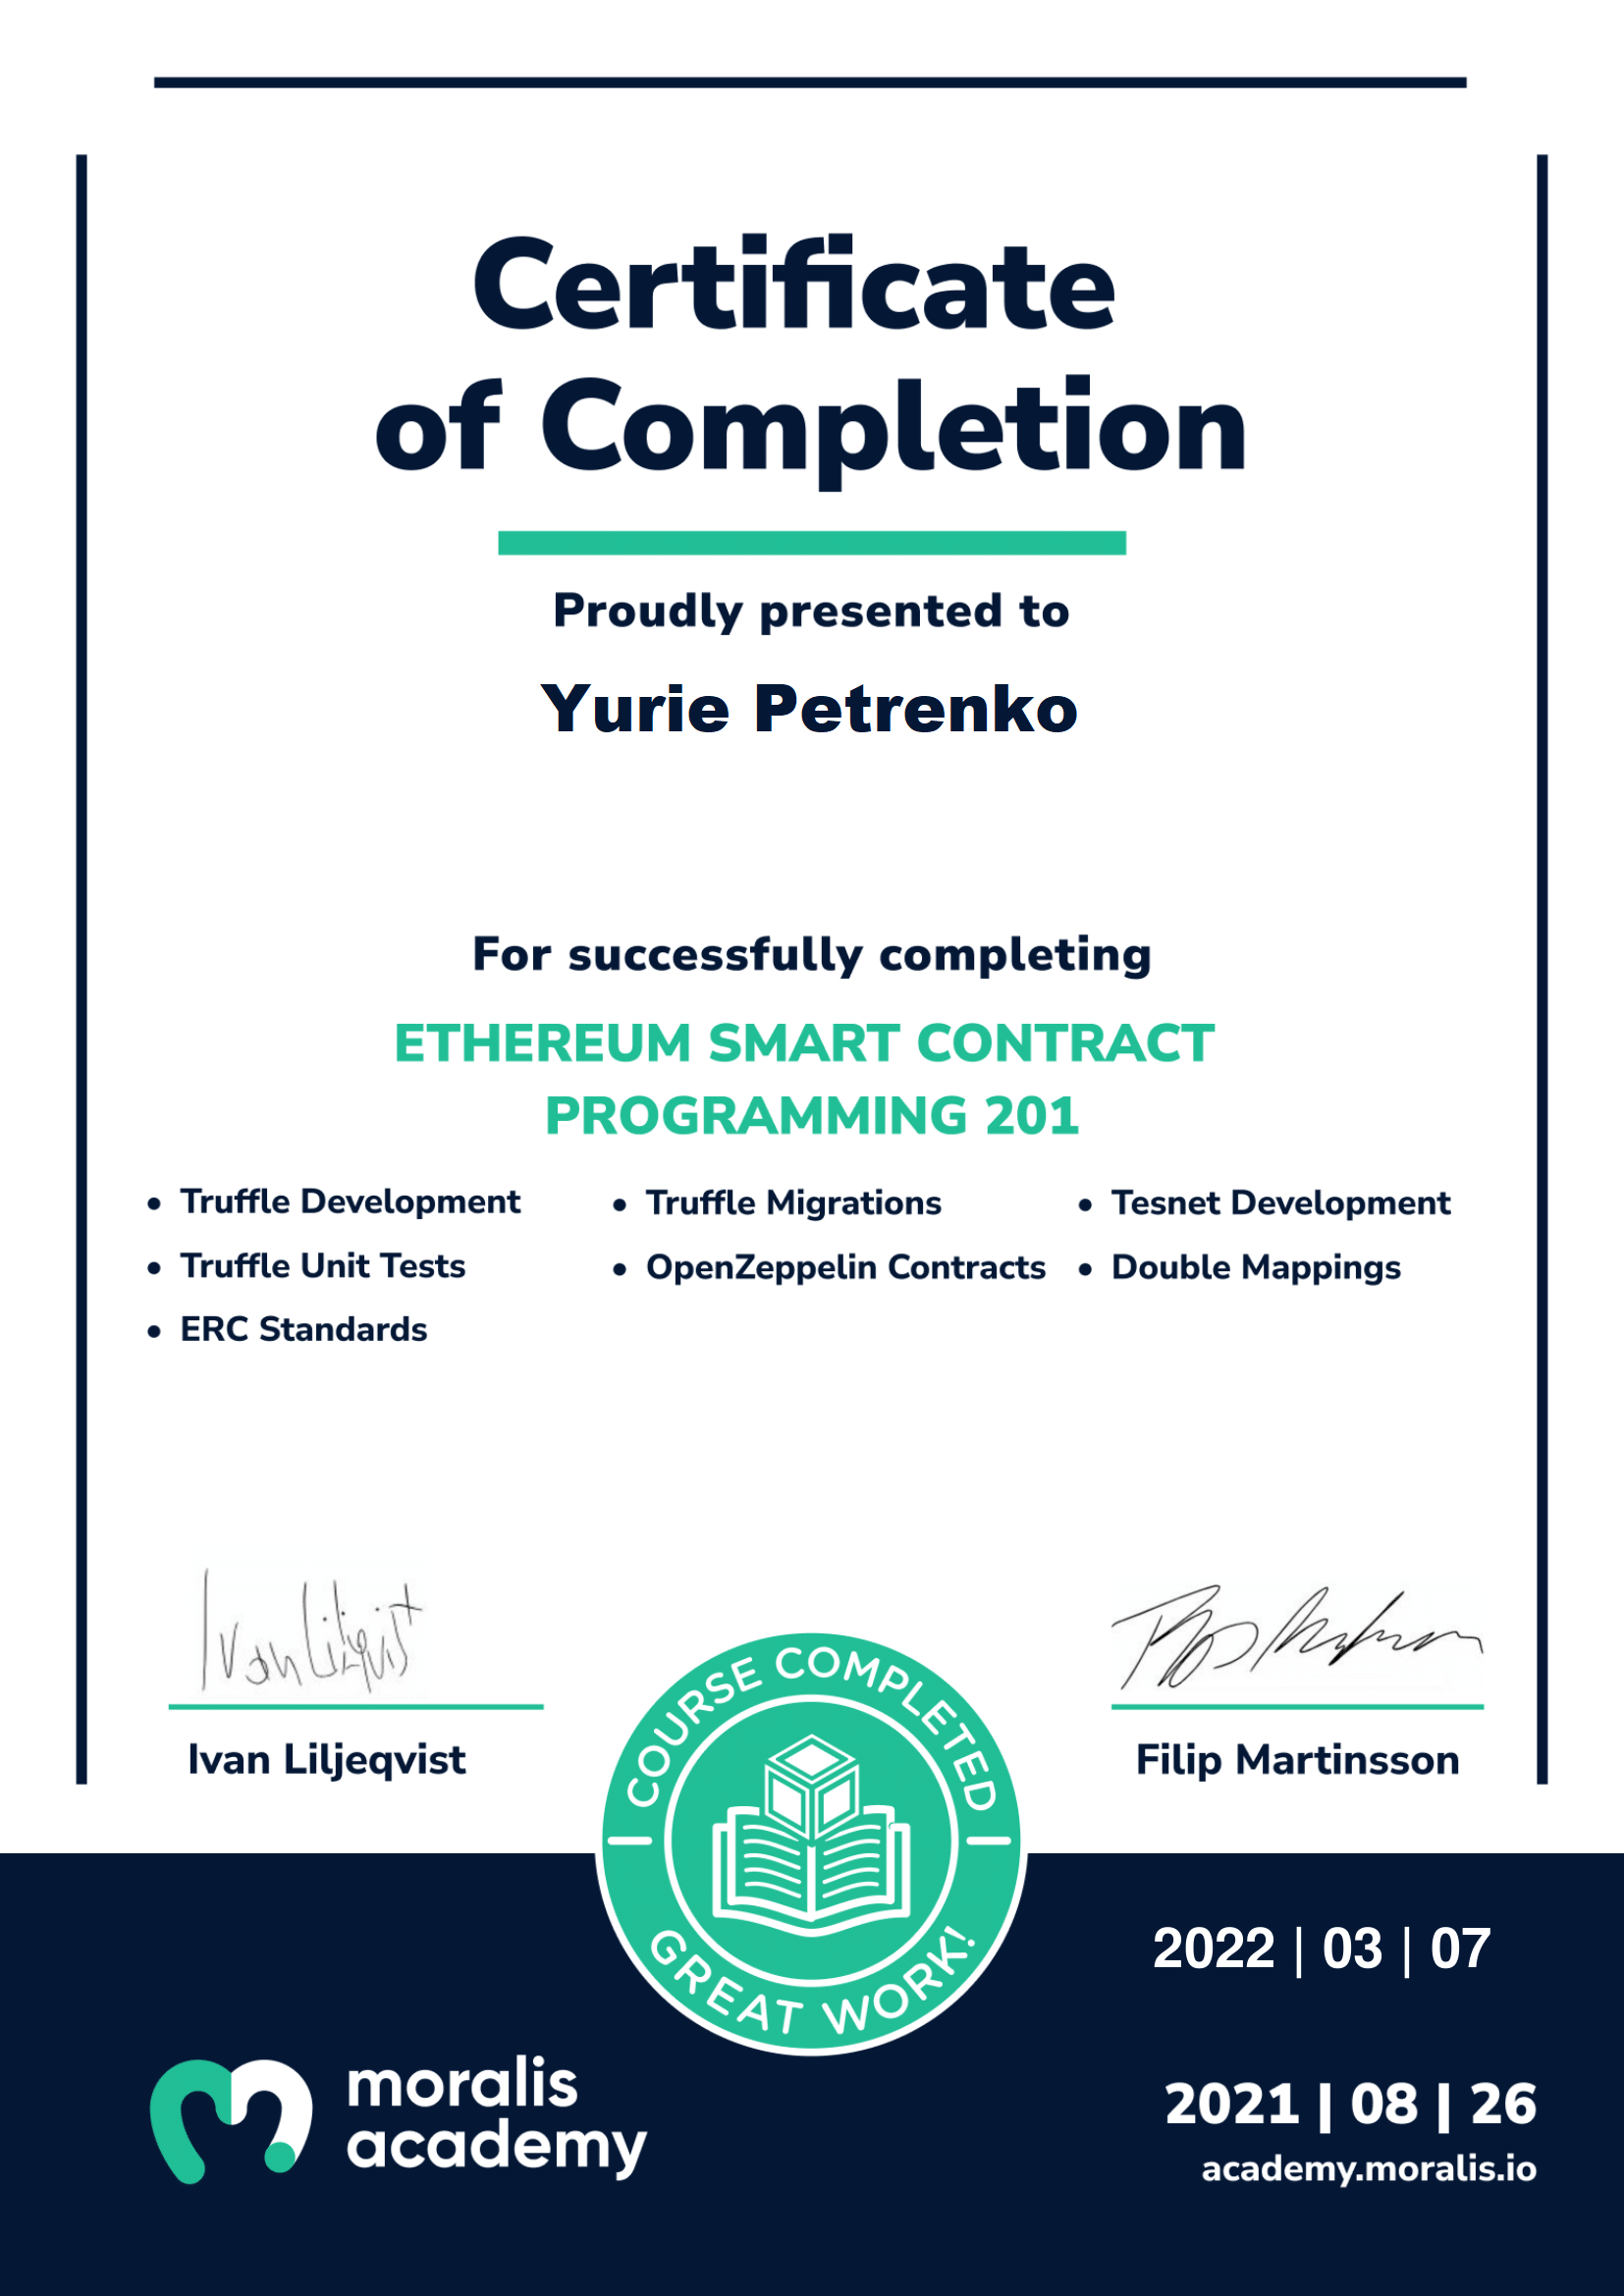 Certificate
of Completion
Proudly presented to
Yurie Petrenko
For successfully completing
ETHEREUM SMART CONTRACT
PROGRAMMING 201
• Truffle Development
• Truffle Unit Tests
• ERC Standards
• Truffle Migrations
• OpenZeppelin Contracts
• Tesnet Development
• Double Mappings
Ivan Liljeqvist
Ivan Liljeqvist
Filip Martinsson
COURSE COMPLETED
GREAT WORK!
2022 | 03 | 07
moralis
academy
2021 | 08 | 26
academy.moralis.io